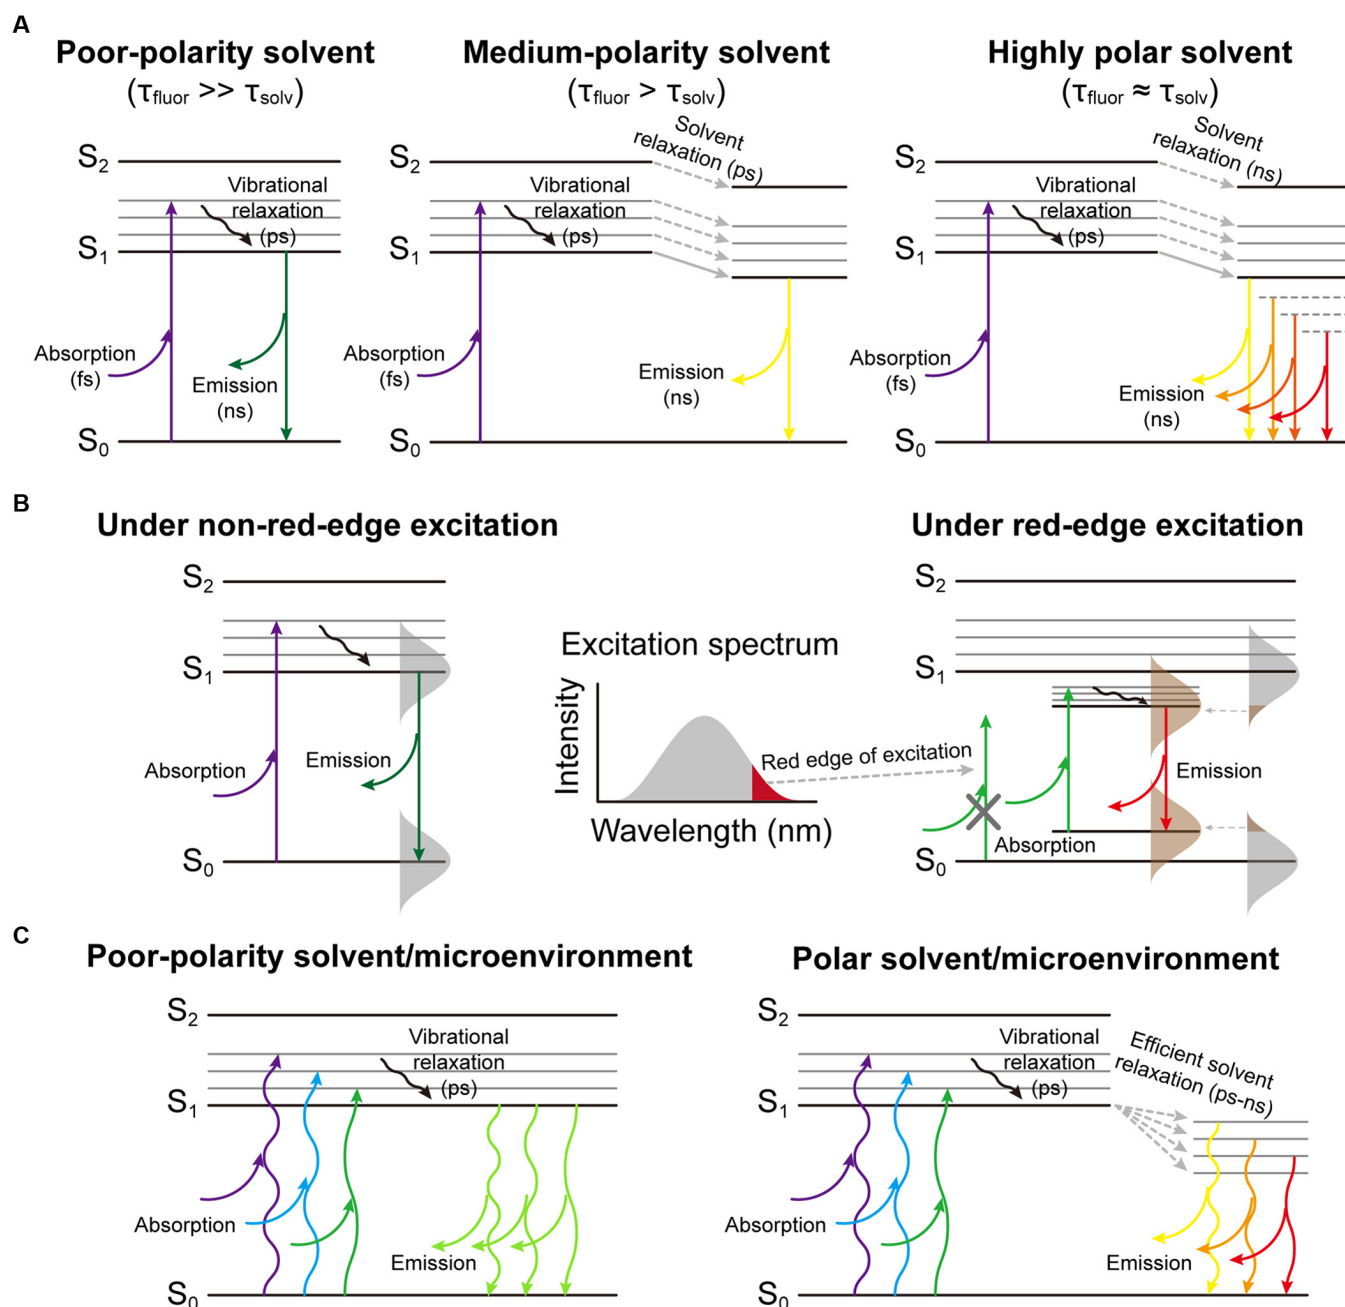 A
Poor-polarity solvent
(τfluor >> τsolv)
Medium-polarity solvent
(τfluor > τsolv)
Highly polar solvent
(τfluor ≈ τsolv)
S2
Vibrational
relaxation
(ps)
S1
Absorption
(fs)
Emission
(ns)
S0
Solvent
relaxation (ps)
S2
Vibrational
relaxation
(ps)
S1
Absorption
(fs)
Emission
(ns)
S0
Solvent
relaxation (ns)
S2
Vibrational
relaxation
(ps)
S1
Absorption
(fs)
Emission
(ns)
S0
B
Under non-red-edge excitation
S2
S1
Absorption
Emission
S0
Excitation spectrum
Intensity
Wavelength (nm)
Red edge of excitation
Under red-edge excitation
S2
S1
Emission
Absorption
S0
C
Poor-polarity solvent/microenvironment
S2
Vibrational
relaxation
(ps)
S1
Absorption
Emission
S0
Polar solvent/microenvironment
S2
Vibrational
relaxation
(ps)
Efficient solvent
relaxation (ps-ns)
S1
Absorption
Emission
S0